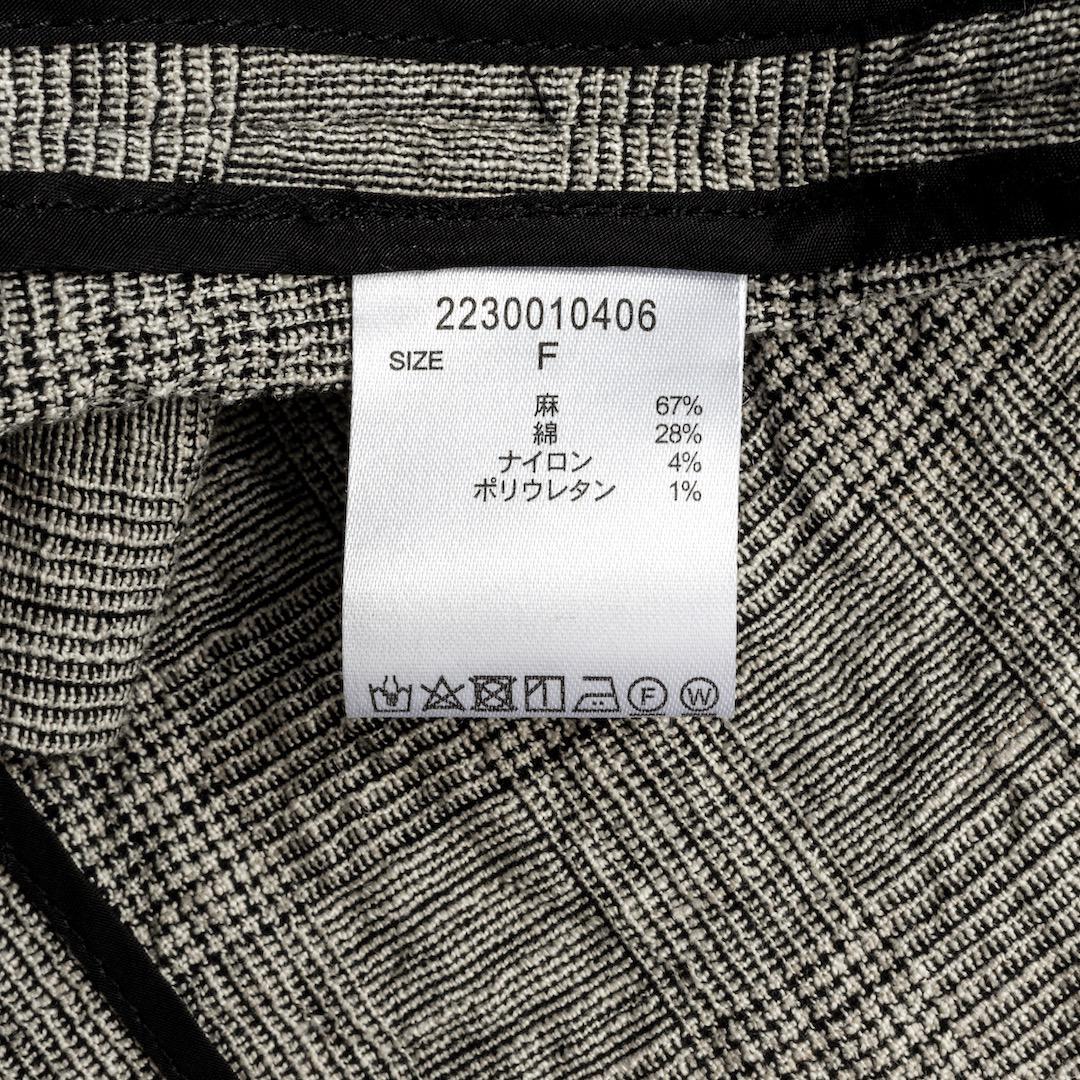 2230010406
SIZE F
麻 67%
綿 28%
ナイロン 4%
ポリウレタン 1%
F W